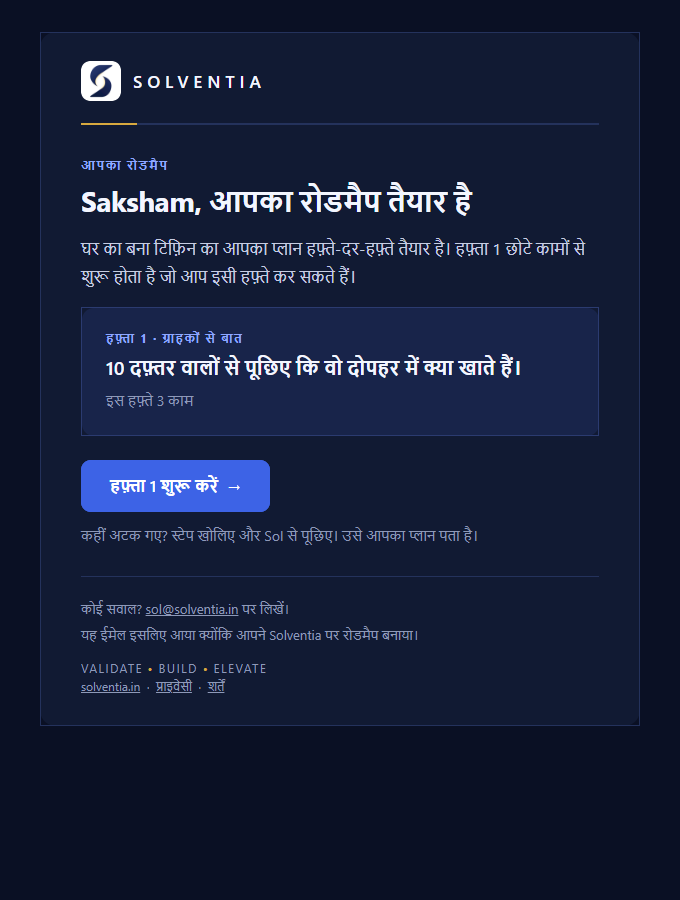 SOLVENTIA
आपका रोडमैप
Saksham, आपका रोडमैप तैयार है
घर का बना टिफ़िन का आपका प्लान हफ़्ते-दर-हफ़्ते तैयार है। हफ़्ता 1 छोटे कामों से
शुरू होता है जो आप इसी हफ़्ते कर सकते हैं।
हफ़्ता 1 · ग्राहकों से बात
10 दफ़्तर वालों से पूछिए कि वो दोपहर में क्या खाते हैं।
इस हफ़्ते 3 काम
हफ़्ता 1 शुरू करें →
कहीं अटक गए? स्टेप खोलिए और Sol से पूछिए। उसे आपका प्लान पता है।
कोई सवाल? sol@solventia.in पर लिखें।
यह ईमेल इसलिए आया क्योंकि आपने Solventia पर रोडमैप बनाया।
VALIDATE • BUILD • ELEVATE
solventia.in · प्राइवेसी · शर्तें